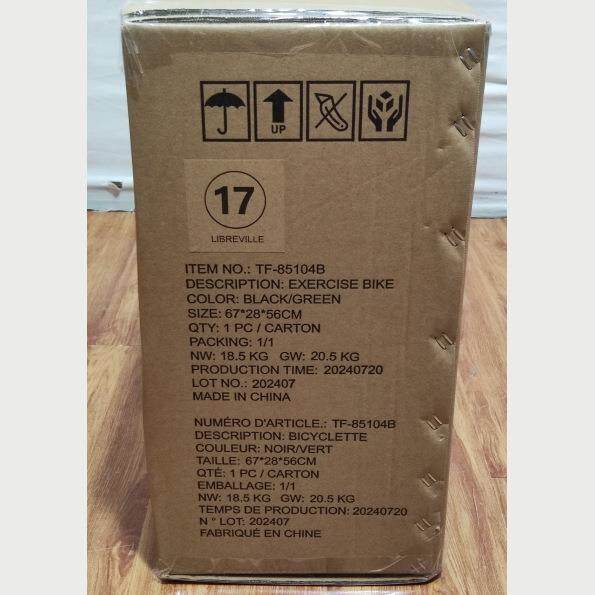 UP
17
LIBREVILLE
ITEM NO.: TF-85104B
DESCRIPTION: EXERCISE BIKE
COLOR: BLACK/GREEN
SIZE: 67*28*56CM
QTY: 1 PC / CARTON
PACKING: 1/1
NW: 18.5 KG GW: 20.5 KG
PRODUCTION TIME: 20240720
LOT NO.: 202407
MADE IN CHINA
NUMÉRO D'ARTICLE.: TF-85104B
DESCRIPTION: BICYCLETTE
COULEUR: NOIR/VERT
TAILLE: 67*28*56CM
QTÉ: 1 PC / CARTON
EMBALLAGE: 1/1
NW: 18.5 KG GW: 20.5 KG
TEMPS DE PRODUCTION: 20240720
N ° LOT: 202407
FABRIQUÉ EN CHINE